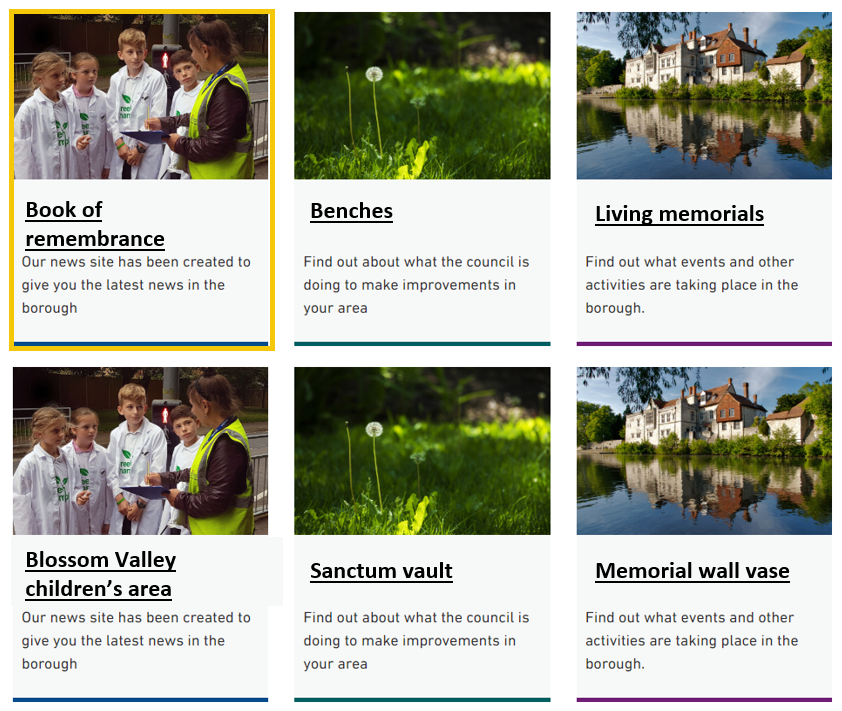 Book of
remembrance
Our news site has been created to
give you the latest news in the
borough
Benches
Find out about what the council is
doing to make improvements in
your area
Living memorials
Find out what events and other
activities are taking place in the
borough.
Blossom Valley
children’s area
Our news site has been created to
give you the latest news in the
borough
Sanctum vault
Find out about what the council is
doing to make improvements in
your area
Memorial wall vase
Find out what events and other
activities are taking place in the
borough.